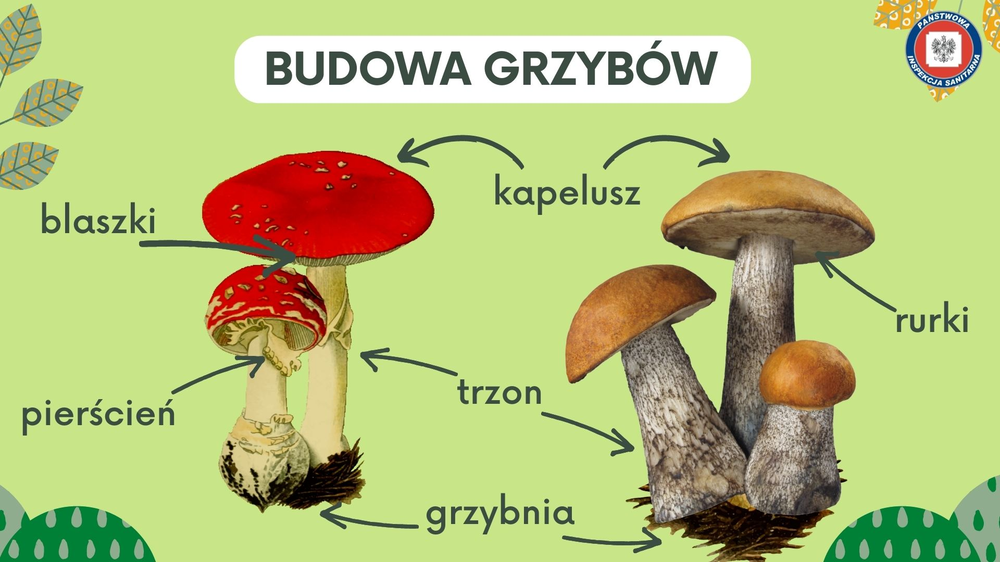 BUDOWA GRZYBÓW
PAŃSTWOWA
INSPEKCJA SANITARNA
kapelusz
blaszki
rurki
trzon
pierścień
grzybnia